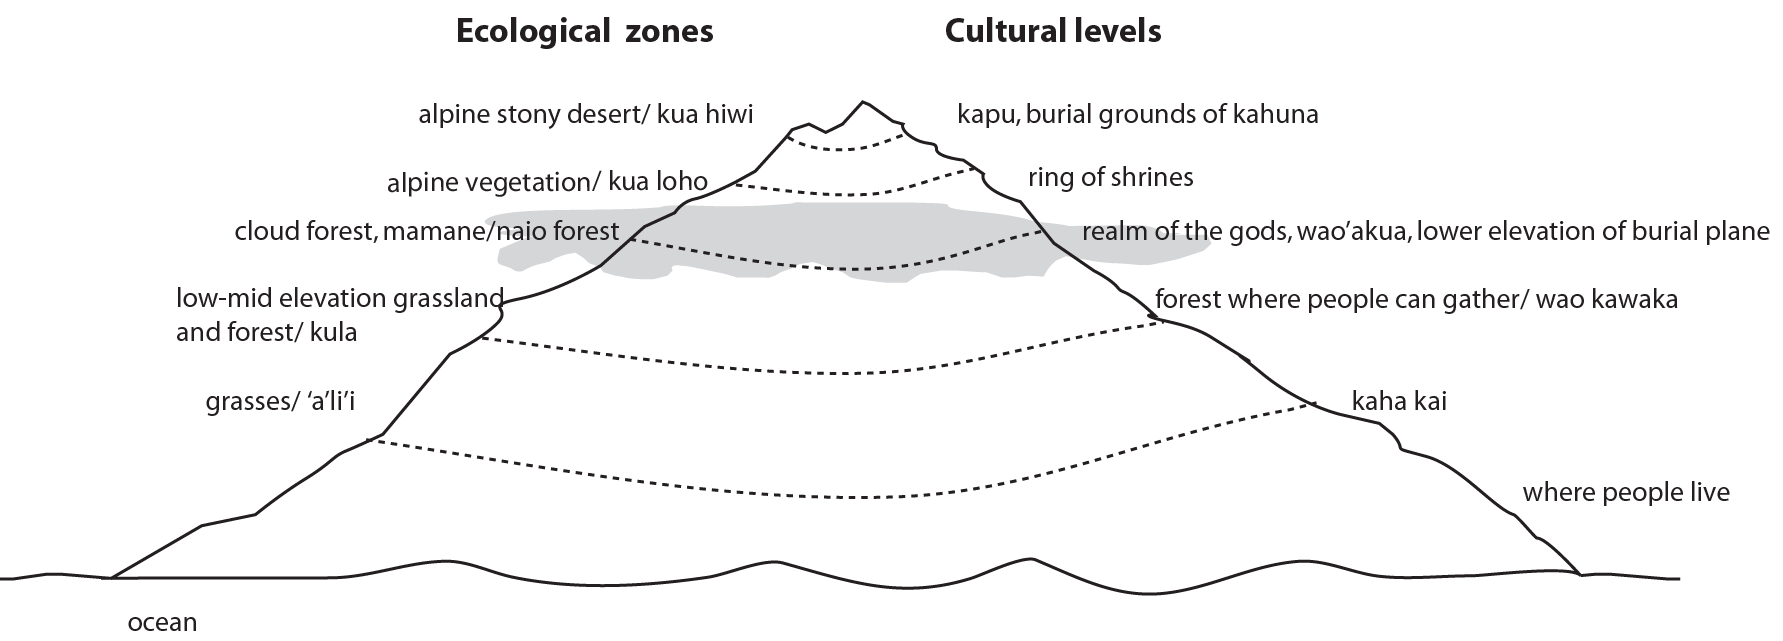 Ecological zones
Cultural levels
alpine stony desert/ kua hiwi
kapu, burial grounds of kahuna
alpine vegetation/ kua loho
ring of shrines
cloud forest, mamane/naio forest
realm of the gods, wao’akua, lower elevation of burial plane
low-mid elevation grassland
and forest/ kula
forest where people can gather/ wao kawaka
grasses/ ‘a’li’i
kaha kai
where people live
ocean